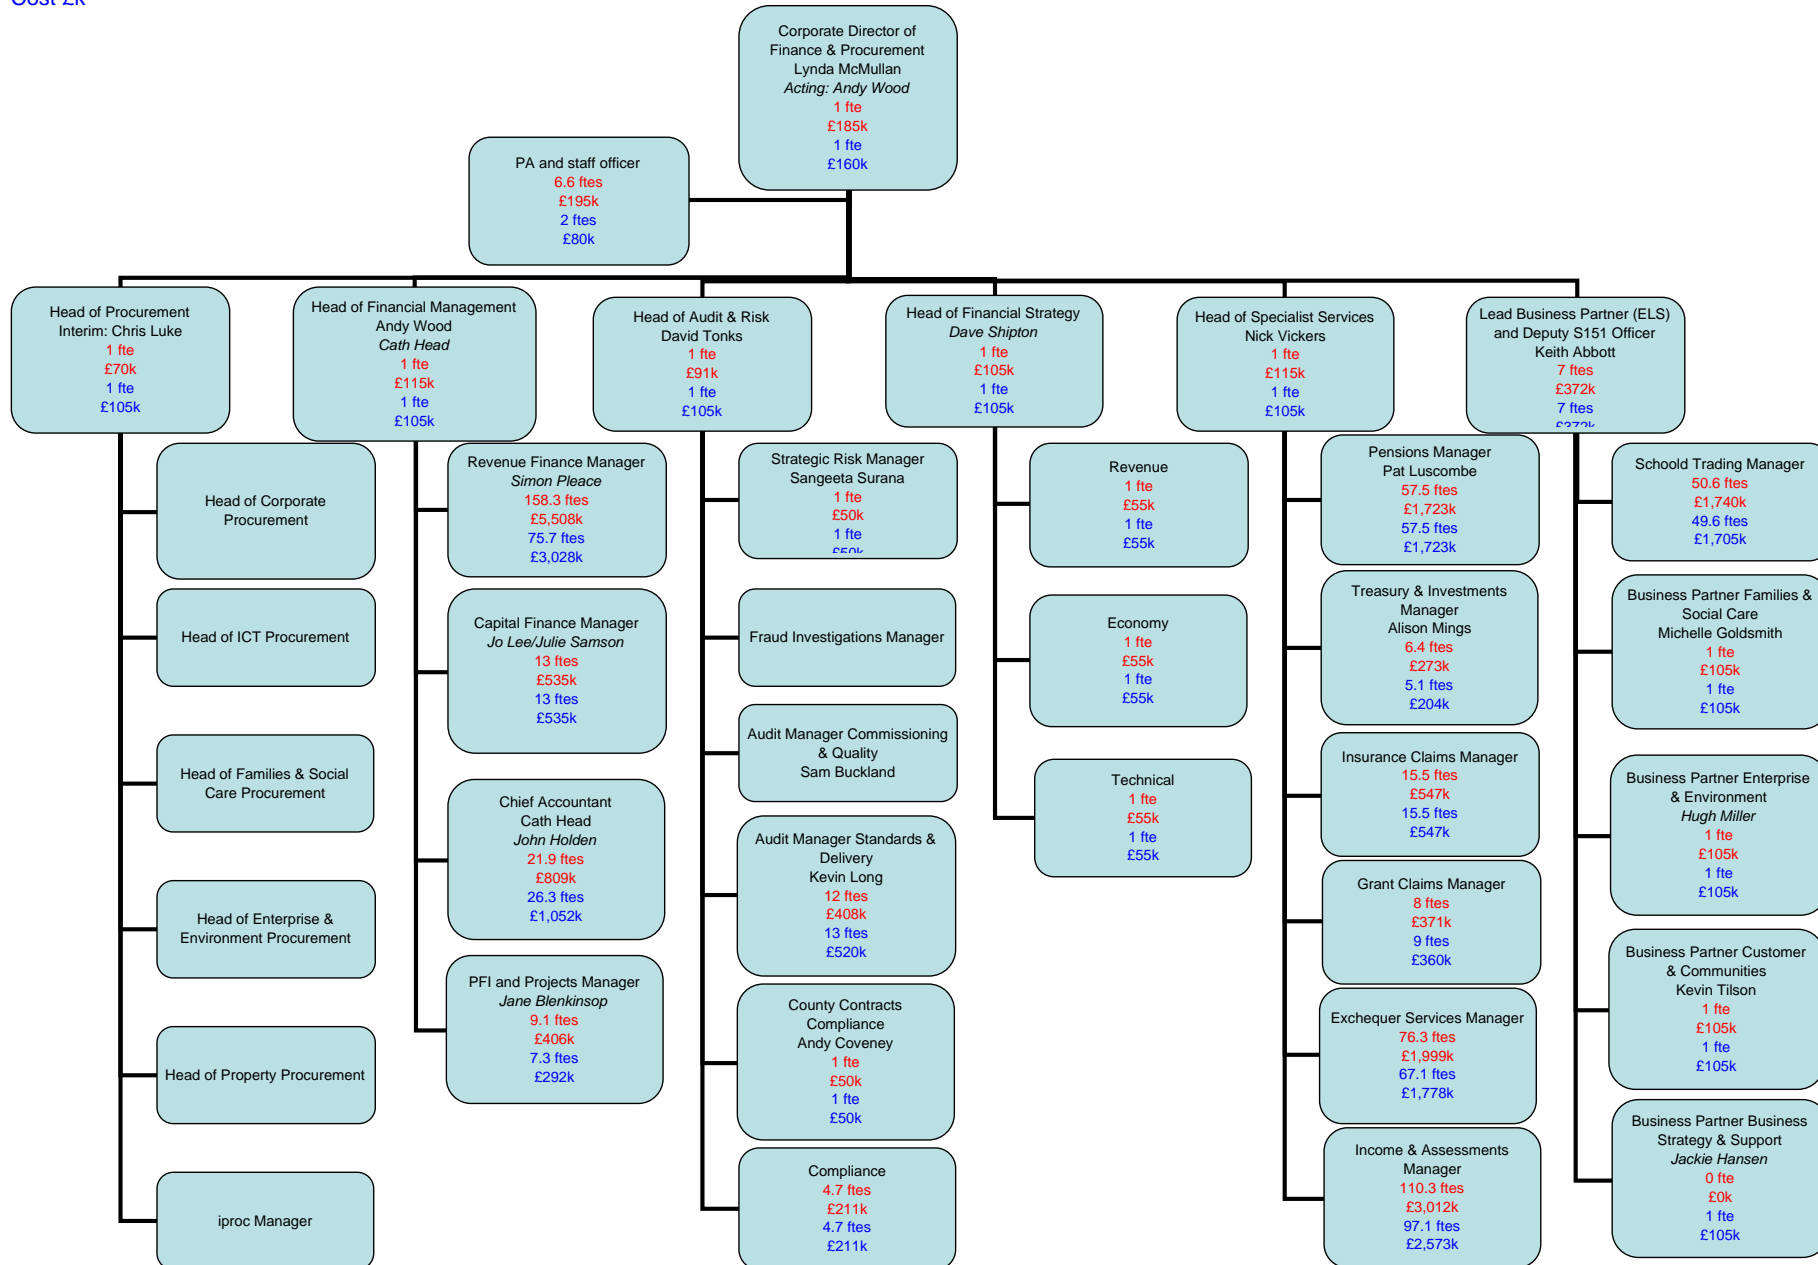 Cost £k
Corporate Director of
Finance & Procurement
Lynda McMullan
Acting: Andy Wood
1 fte
£185k
1 fte
£160k
PA and staff officer
6.6 ftes
£195k
2 ftes
£80k
Head of Procurement
Interim: Chris Luke
1 fte
£70k
1 fte
£105k
Head of Financial Management
Andy Wood
Cath Head
1 fte
£115k
1 fte
£105k
Head of Audit & Risk
David Tonks
1 fte
£91k
1 fte
£105k
Head of Financial Strategy
Dave Shipton
1 fte
£105k
1 fte
£105k
Head of Specialist Services
Nick Vickers
1 fte
£115k
1 fte
£105k
Lead Business Partner (ELS)
and Deputy S151 Officer
Keith Abbott
7 ftes
£372k
7 ftes
£372k
Head of Corporate
Procurement
Head of ICT Procurement
Head of Families & Social
Care Procurement
Head of Enterprise &
Environment Procurement
Head of Property Procurement
iproc Manager
Revenue Finance Manager
Simon Pleace
158.3 ftes
£5,508k
75.7 ftes
£3,028k
Capital Finance Manager
Jo Lee/Julie Samson
13 ftes
£535k
13 ftes
£535k
Chief Accountant
Cath Head
John Holden
21.9 ftes
£809k
26.3 ftes
£1,052k
PFI and Projects Manager
Jane Blenkinsop
9.1 ftes
£406k
7.3 ftes
£292k
Strategic Risk Manager
Sangeeta Surana
1 fte
£50k
1 fte
£50k
Fraud Investigations Manager
Audit Manager Commissioning
& Quality
Sam Buckland
Audit Manager Standards &
Delivery
Kevin Long
12 ftes
£408k
13 ftes
£520k
County Contracts
Compliance
Andy Coveney
1 fte
£50k
1 fte
£50k
Compliance
4.7 ftes
£211k
4.7 ftes
£211k
Revenue
1 fte
£55k
1 fte
£55k
Economy
1 fte
£55k
1 fte
£55k
Technical
1 fte
£55k
1 fte
£55k
Pensions Manager
Pat Luscombe
57.5 ftes
£1,723k
57.5 ftes
£1,723k
Treasury & Investments
Manager
Alison Mings
6.4 ftes
£273k
5.1 ftes
£204k
Insurance Claims Manager
15.5 ftes
£547k
15.5 ftes
£547k
Grant Claims Manager
8 ftes
£371k
9 ftes
£360k
Exchequer Services Manager
76.3 ftes
£1,999k
67.1 ftes
£1,778k
Income & Assessments
Manager
110.3 ftes
£3,012k
97.1 ftes
£2,573k
Schoold Trading Manager
50.6 ftes
£1,740k
49.6 ftes
£1,705k
Business Partner Families &
Social Care
Michelle Goldsmith
1 fte
£105k
1 fte
£105k
Business Partner Enterprise
& Environment
Hugh Miller
1 fte
£105k
1 fte
£105k
Business Partner Customer
& Communities
Kevin Tilson
1 fte
£105k
1 fte
£105k
Business Partner Business
Strategy & Support
Jackie Hansen
0 fte
£0k
1 fte
£105k